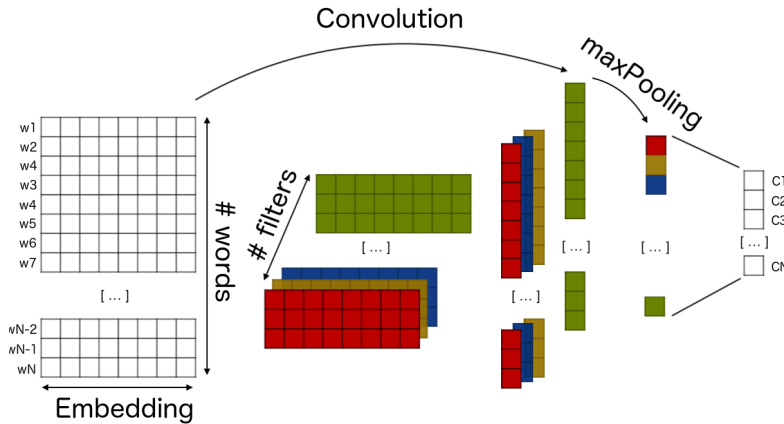 Convolution
maxPooling
w1
w2
w4
w3
w4
w5
w6
w7
[ ... ]
wN-2
wN-1
wN
Embedding
# words
# filters
[ ... ]
[ ... ]
[ ... ]
[ ... ]
C1
C2
C3
[ ... ]
CN